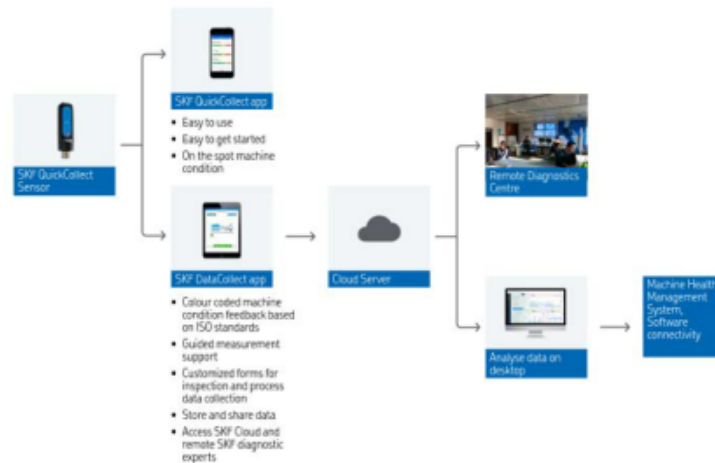 SKF QuickCollect
Sensor
SKF QuickCollect app
• Easy to use
• Easy to get started
• On the spot machine
condition
SKF DataCollect app
• Colour coded machine
condition feedback based
on ISO standards
• Guided measurement
support
• Customized forms for
inspection and process
data collection
• Store and share data
• Access SKF Cloud and
remote SKF diagnostic
experts
Cloud Server
Remote Diagnostics
Centre
Analyse data on
desktop
Machine Health
Management
System,
Software
connectivity